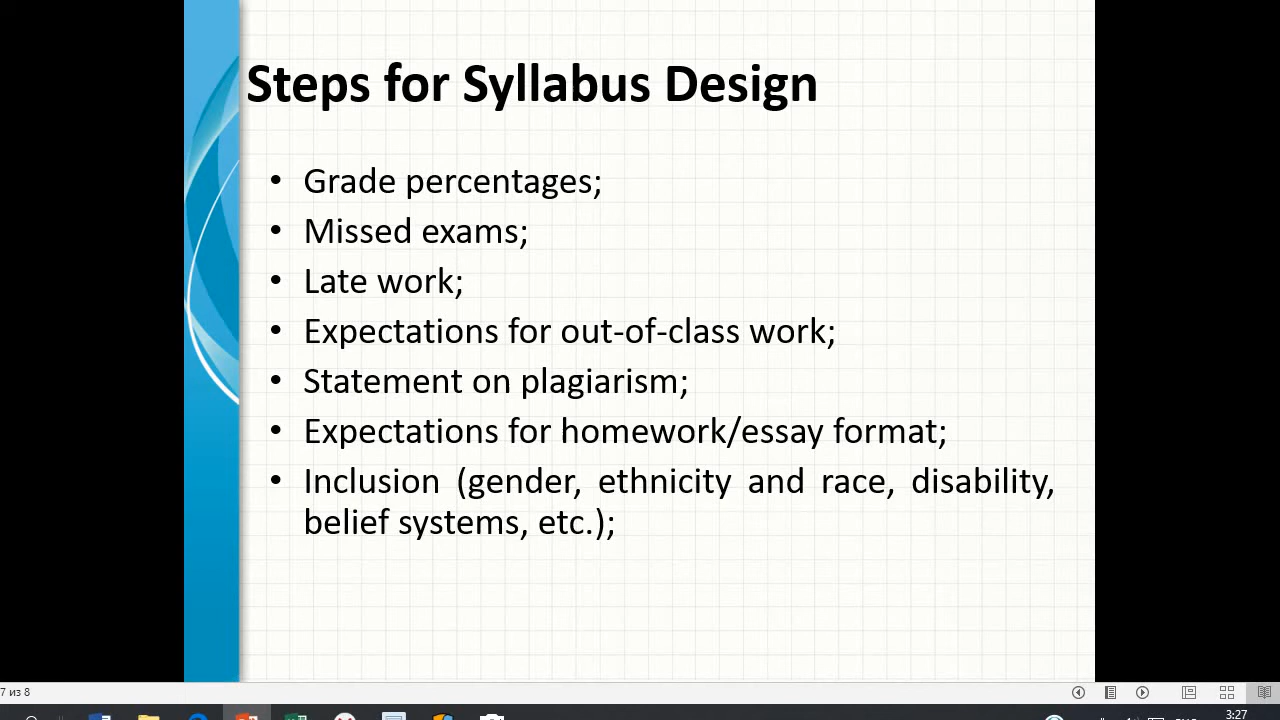 Steps for Syllabus Design
• Grade percentages;
• Missed exams;
• Late work;
• Expectations for out-of-class work;
• Statement on plagiarism;
• Expectations for homework/essay format;
• Inclusion (gender, ethnicity and race, disability,
belief systems, etc.);
7 из 8
3:27